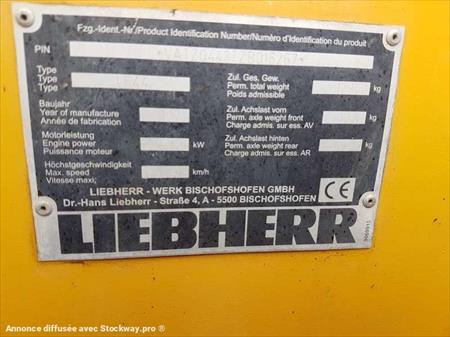 Fzg.-Ident.-Nr/Product Identification Number/Numéro d'Identification du produit
PIN
Type
Type
Type
Zul. Ges. Gew.
Perm. total weight kg
Poids admissible
Baujahr
Year of manufacture
Année de fabrication
Zul. Achslast vorn
Perm. axle weight front kg
Charge admis. sur ess. AV
Motorleistung
Engine power kW
Puissance moteur
Zul. Achslast hinten
Perm. axle weight rear kg
Charge admis. sur ess. AR
Höchstgeschwindigkeit
Max. speed km/h
Vitesse maxi.
LIEBHERR - WERK BISCHOFSHOFEN GMBH
Dr.-Hans Liebherr - Straße 4, A - 5500 BISCHOFSHOFEN
CE
LIEBHERR
Annonce diffusée avec Stockway.pro ®